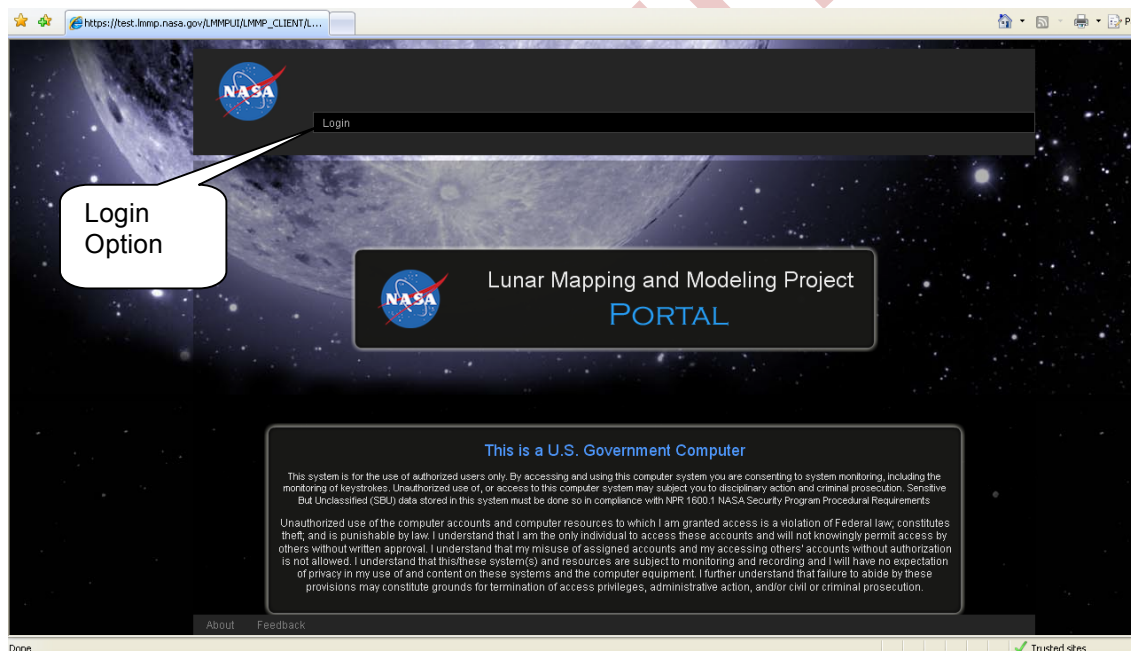 https://test.lmmp.nasa.gov/LMMPUI/LMMP_CLIENT/L...
P
NASA
Login
Login
Option
NASA
Lunar Mapping and Modeling Project
PORTAL
This is a U.S. Government Computer
This system is for the use of authorized users only. By accessing and using this computer system you are consenting to system monitoring, including the
monitoring of keystrokes. Unauthorized use of, or access to this computer system may subject you to disciplinary action and criminal prosecution. Sensitive
But Unclassified (SBU) data stored in this system must be done so in compliance with NPR 1600.1 NASA Security Program Procedural Requirements
Unauthorized use of the computer accounts and computer resources to which I am granted access is a violation of Federal law; constitutes
theft; and is punishable by law. I understand that I am the only individual to access these accounts and will not knowingly permit access by
others without written approval. I understand that my misuse of assigned accounts and my accessing others' accounts without authorization
is not allowed. I understand that this/these system(s) and resources are subject to monitoring and recording and I will have no expectation
of privacy in my use of and content on these systems and the computer equipment. I further understand that failure to abide by these
provisions may constitute grounds for termination of access privileges, administrative action, and/or civil or criminal prosecution.
About Feedback
Done Trusted sites